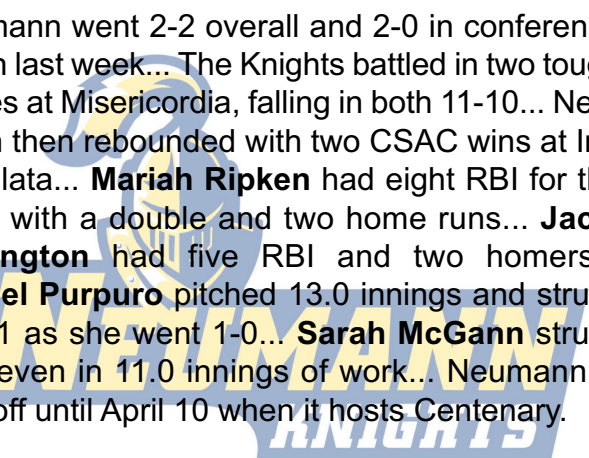 mann went 2-2 overall and 2-0 in conferen
last week... The Knights battled in two toug
es at Misericordia, falling in both 11-10... Ne
then rebounded with two CSAC wins at I
lata... Mariah Ripken had eight RBI for th
with a double and two home runs... Jac
ngton had five RBI and two homers
el Purpuro pitched 13.0 innings and stru
1 as she went 1-0... Sarah McGann stru
even in 11.0 innings of work... Neumann
off until April 10 when it hosts Centenary.
NEUMANN
KNIGHTS